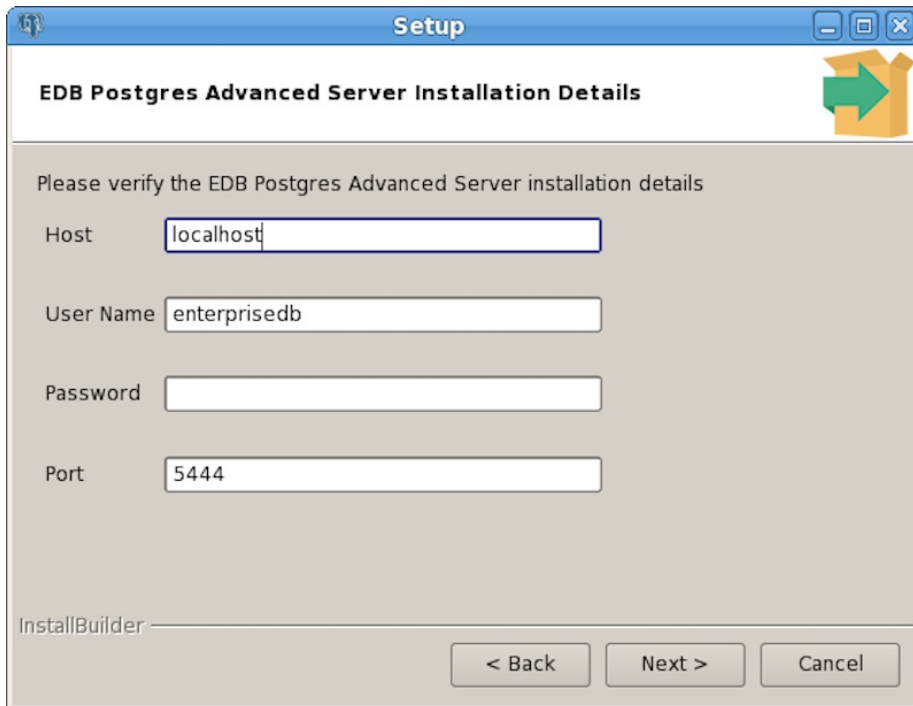 Setup
EDB Postgres Advanced Server Installation Details
Please verify the EDB Postgres Advanced Server installation details
Host localhost
User Name enterprisedb
Password
Port 5444
InstallBuilder
< Back Next > Cancel